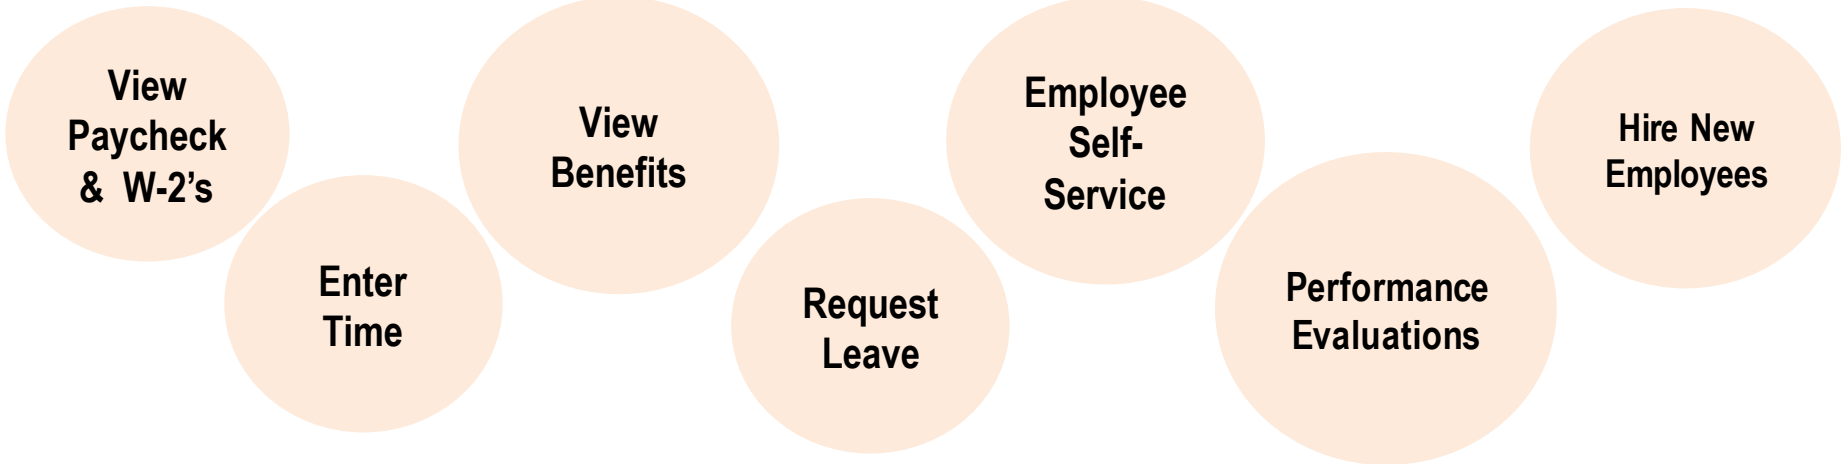 View
Paycheck
& W-2's
Enter
Time
View
Benefits
Request
Leave
Employee
Self-
Service
Performance
Evaluations
Hire New
Employees